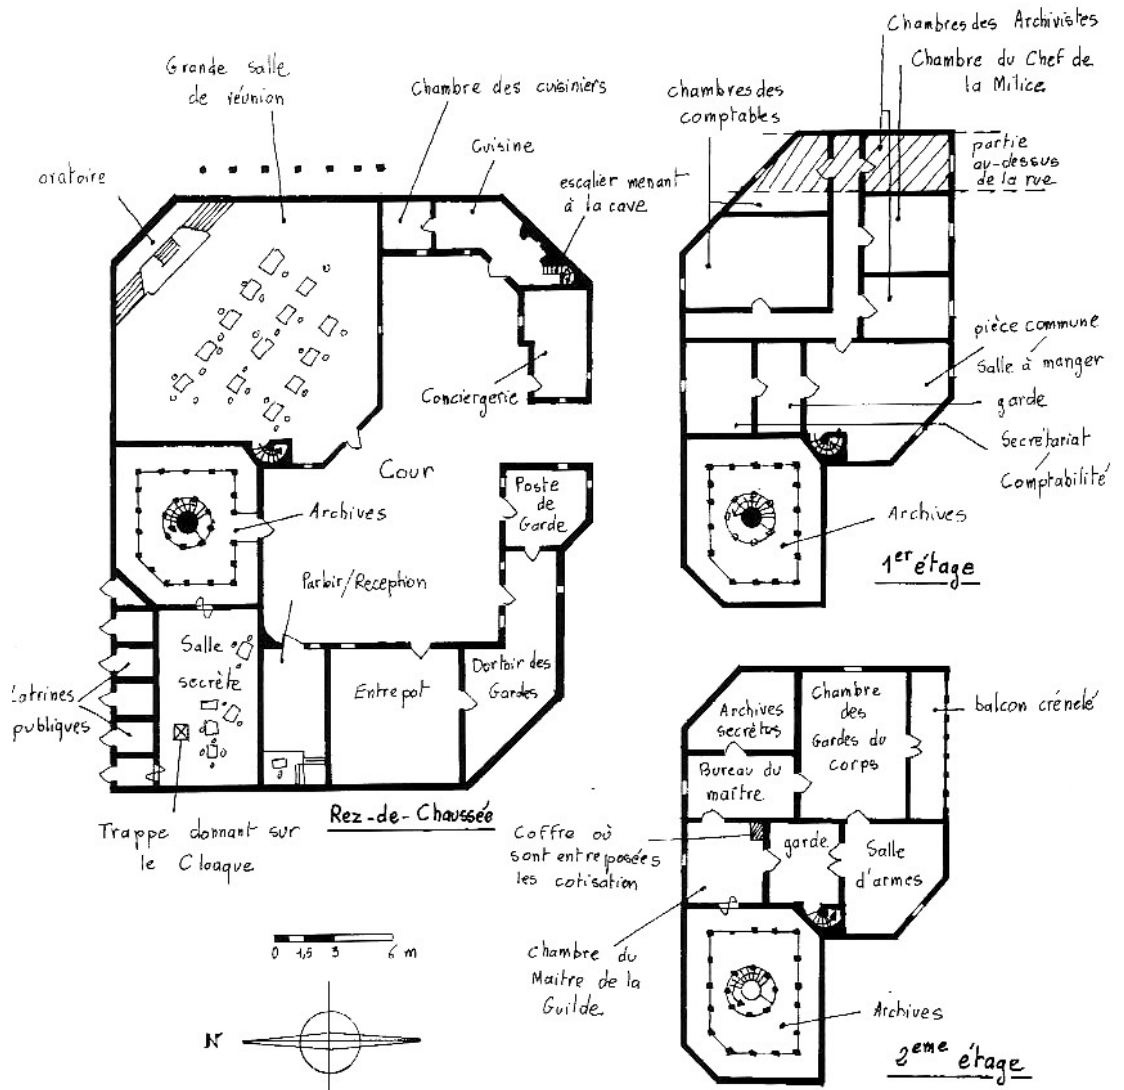 Grande salle
de réunion
Chambre des cuisiniers
Cuisine
oratoire
escalier menant
à la cave
Conciergerie
Cour
Archives
Poste
de
Garde
Parloir/Reception
Salle
secrète
Latrines
publiques
Entrepot
Dortoir des
Gardes
Trappe donnant sur
le Cloaque
Rez-de-Chaussée
0 1,5 3 6 m
N
Chambres des Archivistes
Chambre du Chef de
la Milice
chambres des
comptables
partie
au-dessus
de la rue
pièce commune
Salle à manger
garde
Secrétariat
Comptabilité
Archives
1er étage
Archives
secrètes
Chambre
des
Gardes du
corps
balcon crénelé
Bureau du
maître
Coffre où
sont entreposées
les cotisation
garde
Salle
d'armes
Chambre du
Maitre de la
Guilde
Archives
2eme étage